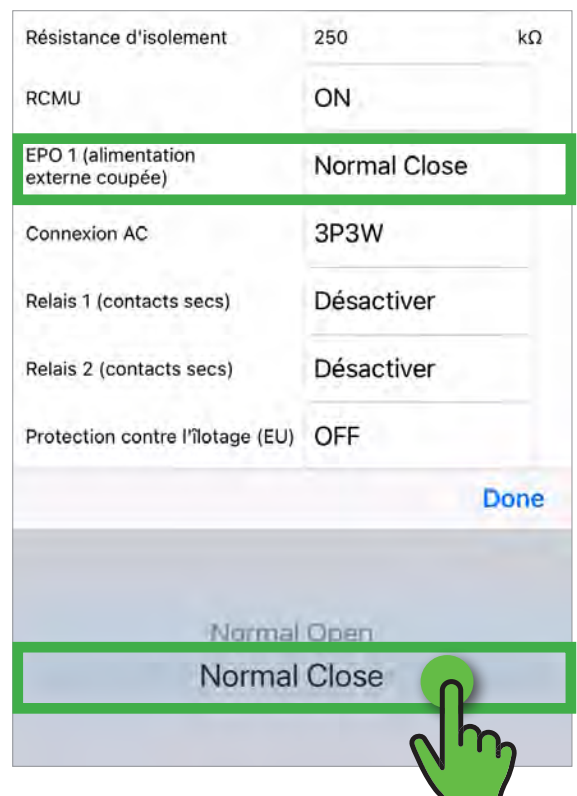 Résistance d'isolement 250 kΩ
RCMU ON
EPO 1 (alimentation
externe coupée) Normal Close
Connexion AC 3P3W
Relais 1 (contacts secs) Désactiver
Relais 2 (contacts secs) Désactiver
Protection contre l'îlotage (EU) OFF
Done
Normal Open
Normal Close